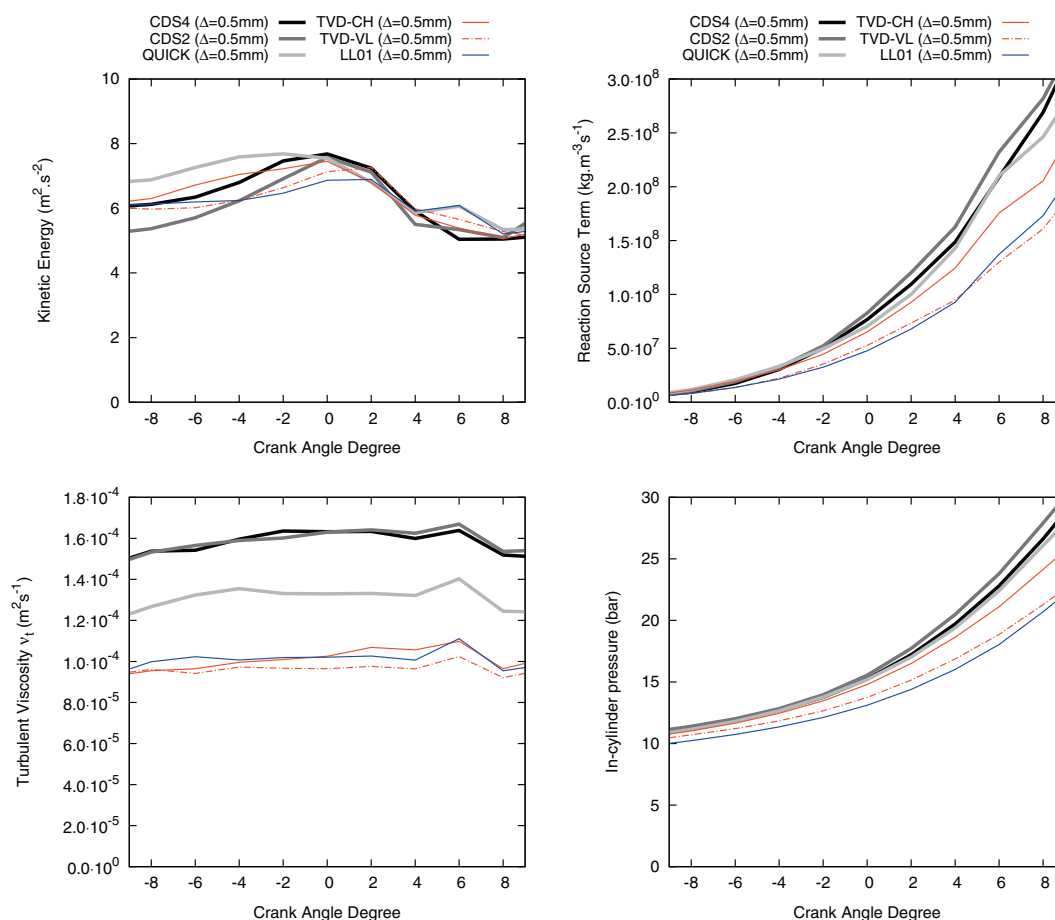 CDS4 (Δ=0.5mm) TVD-CH (Δ=0.5mm)
CDS2 (Δ=0.5mm) TVD-VL (Δ=0.5mm)
QUICK (Δ=0.5mm) LL01 (Δ=0.5mm)
10
8
6
4
2
0
Kinetic Energy (m².s⁻²)
-8 -6 -4 -2 0 2 4 6 8
Crank Angle Degree
CDS4 (Δ=0.5mm) TVD-CH (Δ=0.5mm)
CDS2 (Δ=0.5mm) TVD-VL (Δ=0.5mm)
QUICK (Δ=0.5mm) LL01 (Δ=0.5mm)
3.0·10⁸
2.5·10⁸
2.0·10⁸
1.5·10⁸
1.0·10⁸
5.0·10⁷
0.0·10⁰
Reaction Source Term (kg.m⁻³s⁻¹)
-8 -6 -4 -2 0 2 4 6 8
Crank Angle Degree
1.8·10⁻⁴
1.6·10⁻⁴
1.4·10⁻⁴
1.2·10⁻⁴
1.0·10⁻⁴
8.0·10⁻⁵
6.0·10⁻⁵
4.0·10⁻⁵
2.0·10⁻⁵
0.0·10⁰
Turbulent Viscosity νₜ (m²s⁻¹)
-8 -6 -4 -2 0 2 4 6 8
Crank Angle Degree
30
25
20
15
10
5
0
In-cylinder pressure (bar)
-8 -6 -4 -2 0 2 4 6 8
Crank Angle Degree